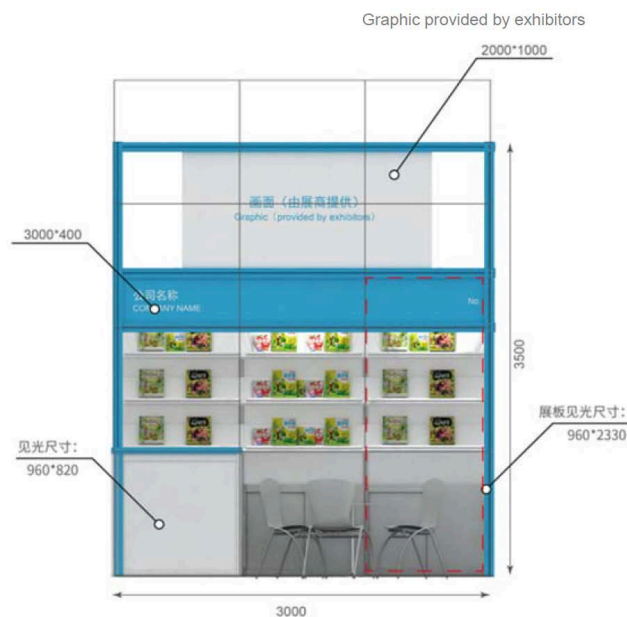 Graphic provided by exhibitors
2000*1000
画面（由展商提供）
Graphic（provided by exhibitors）
3000*400
公司名称
COMPANY NAME
No
3500
展板见光尺寸：
960*2330
见光尺寸：
960*820
3000